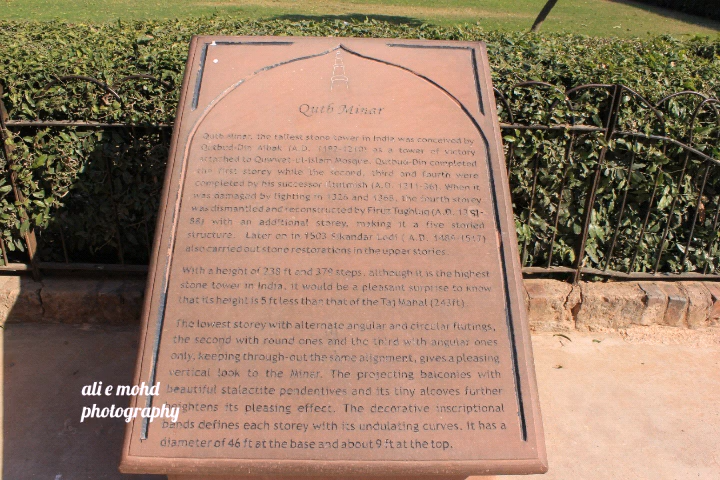 Qutb Minar
Qutb Minar, the tallest stone tower in India was conceived by
Qutbud-Din Aibak (A.D. 1192-1210) as a tower of victory
attached to Quwwat-ul-Islam Mosque. Qutbud-Din completed
the first storey while the second, third and fourth were
completed by his successor Iltutmish (A.D. 1211-36). When it
was damaged by lighting in 1326 and 1368, the fourth storey
was dismantled and reconstructed by Firuz Tughluq (A.D. 1351-
88) with an additional storey, making it a five storied
structure. Later on in 1503 Sikandar Lodi ( A.D. 1489-1517)
also carried out stone restorations in the upper stories.
With a height of 238 ft and 379 steps, although it is the highest
stone tower in India, it would be a pleasant surprise to know
that its height is 5 ft less than that of the Taj Mahal (243ft).
The lowest storey with alternate angular and circular flutings,
the second with round ones and the third with angular ones
only, keeping through-out the same alignment, gives a pleasing
vertical look to the Minar. The projecting balconies with
beautiful stalactite pendentives and its tiny alcoves further
heightens its pleasing effect. The decorative inscriptional
bands defines each storey with its undulating curves. It has a
diameter of 46 ft at the base and about 9 ft at the top.
ali e mohd
photography